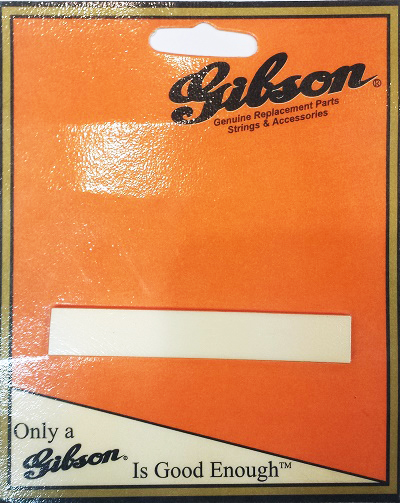 Gibson®
Genuine Replacement Parts
Strings & Accessories
Only a
Gibson® Is Good Enough™